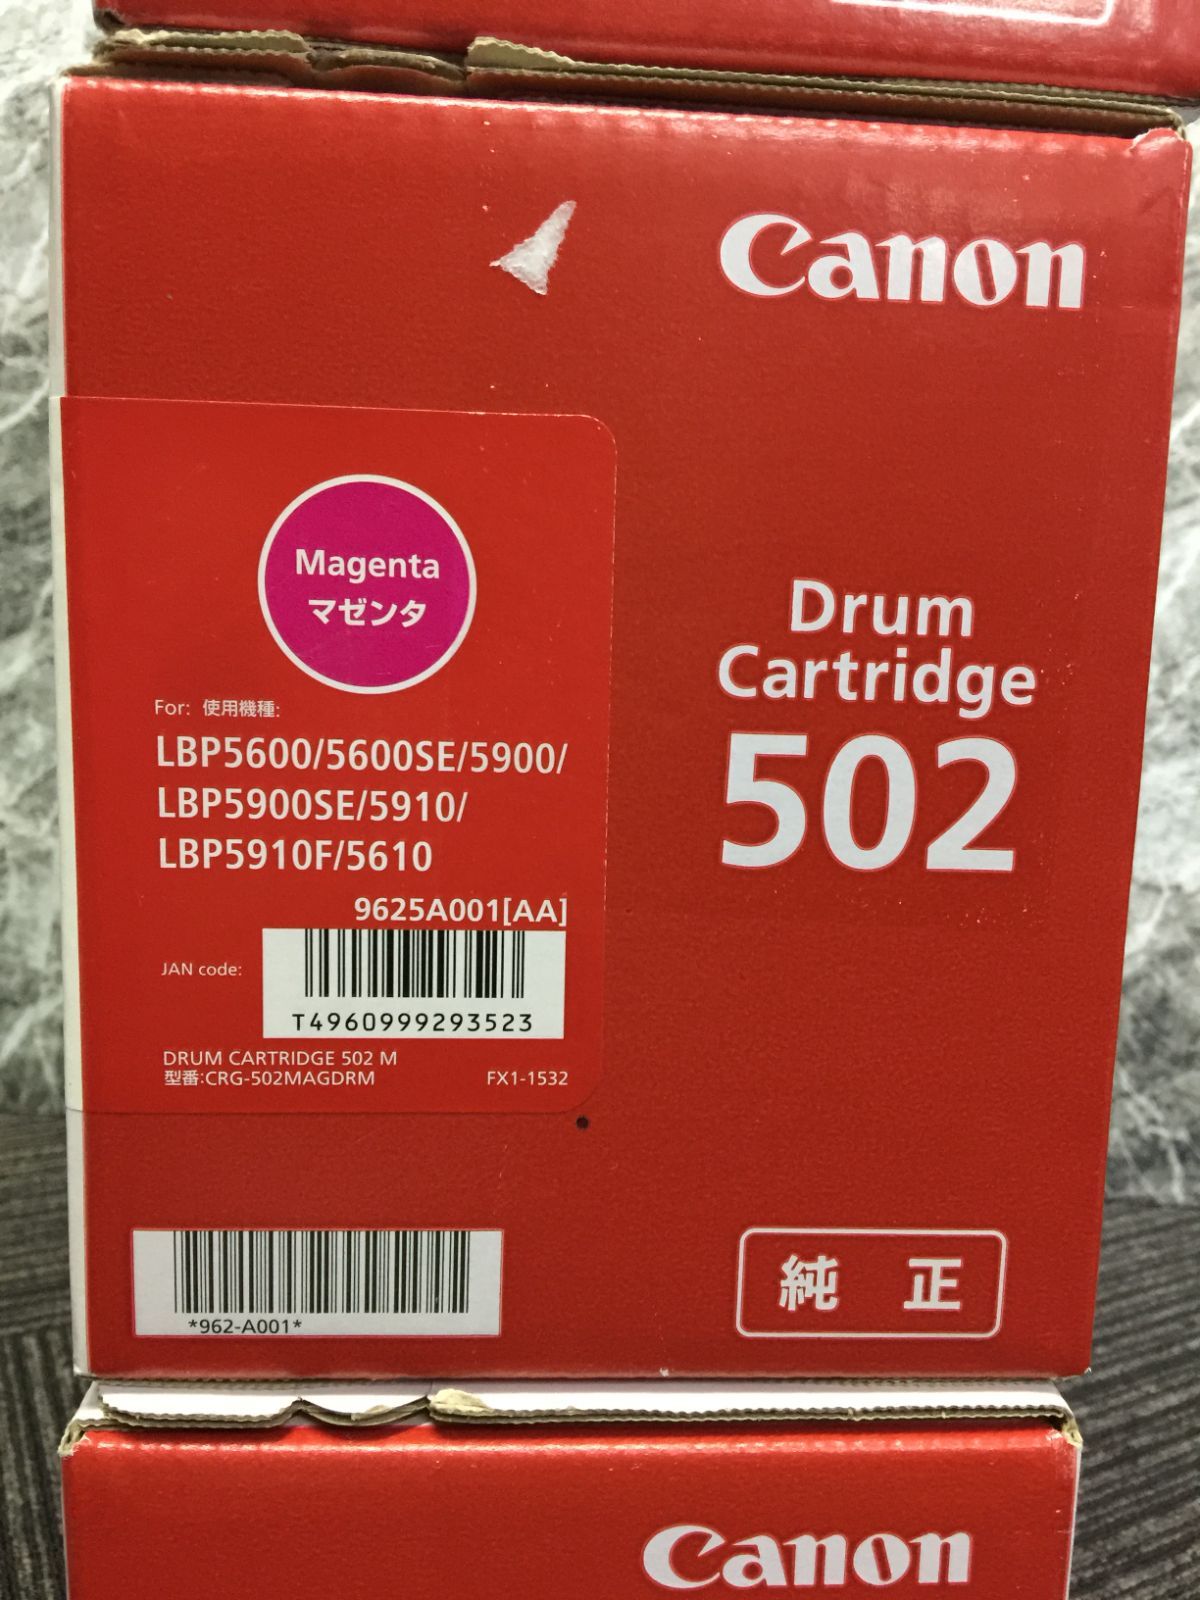 Canon
Magenta
マゼンタ
For: 使用機種:
LBP5600/5600SE/5900/
LBP5900SE/5910/
LBP5910F/5610
9625A001[AA]
JAN code:
T4960999293523
DRUM CARTRIDGE 502 M
型番:CRG-502MAGDRM
FX1-1532
Drum
Cartridge
502
*962-A001*
純 正
Canon